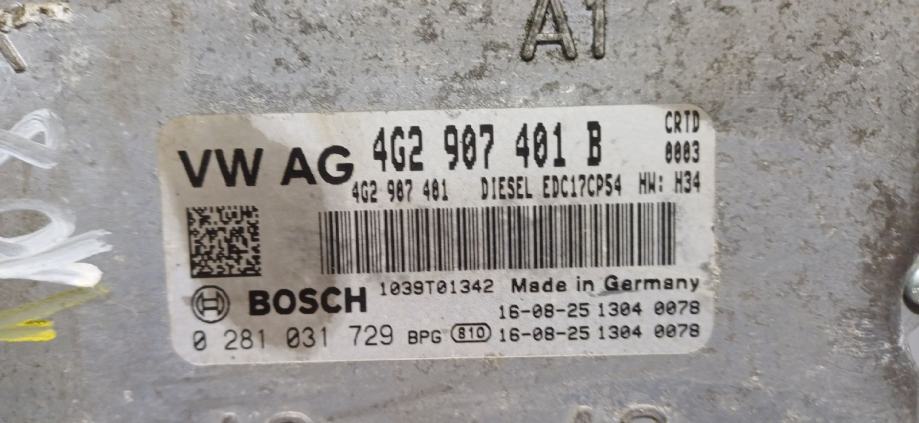 A1
CRTD
VW AG 4G2 907 401 B 0003
4G2 907 401 DIESEL EDC17CP54 HW: H34
1039T01342 Made in Germany
BOSCH
16-08-25 1304 0078
0 281 031 729 BPG 810 16-08-25 1304 0078